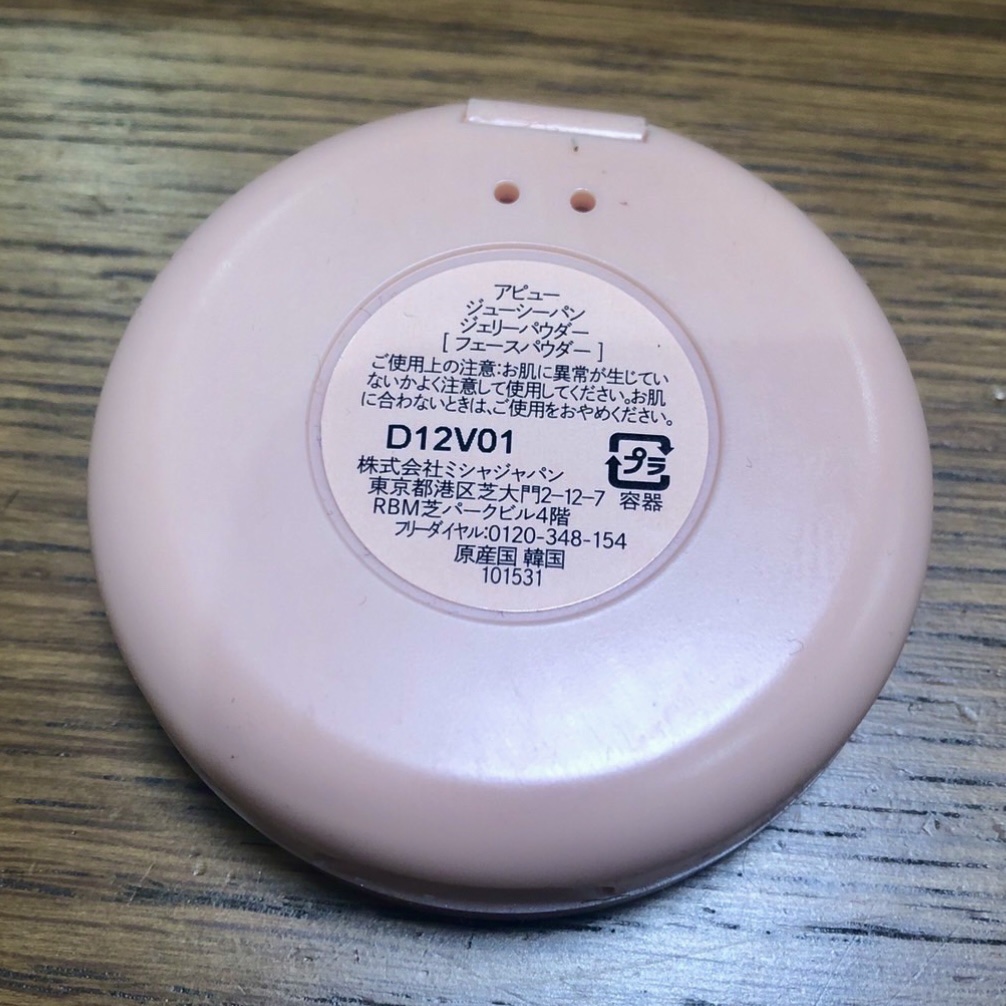 アピュー
ジューシーパン
ジェリーパウダー
[ フェースパウダー ]
ご使用上の注意:お肌に異常が生じてい
ないかよく注意して使用してください。お肌
に合わないときは、ご使用をおやめください。
D12V01
プラ
容器
株式会社ミシャジャパン
東京都港区芝大門2-12-7
RBM芝パークビル4階
フリーダイヤル:0120-348-154
原産国 韓国
101531